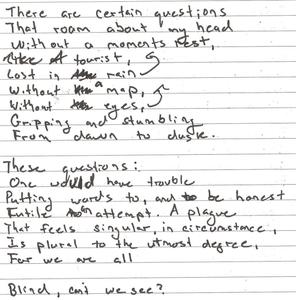 There are certain questions
That roam about my head
Without a moments rest,
Like tourist,
Lost in rain
Without a map,
Without eyes,
Gripping and stumbling
From dawn to duske.
These questions:
One would have trouble
Putting words to, and to be honest
Futile attempt. A plague
That feels singular, in circumstance,
Is plural to the utmost degree,
For we are all
Blind, can't we see?